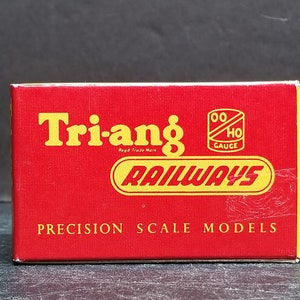 Tri-ang
Regd Trade Mark
OO
HO
GAUGE
RAILWAYS
PRECISION SCALE MODELS